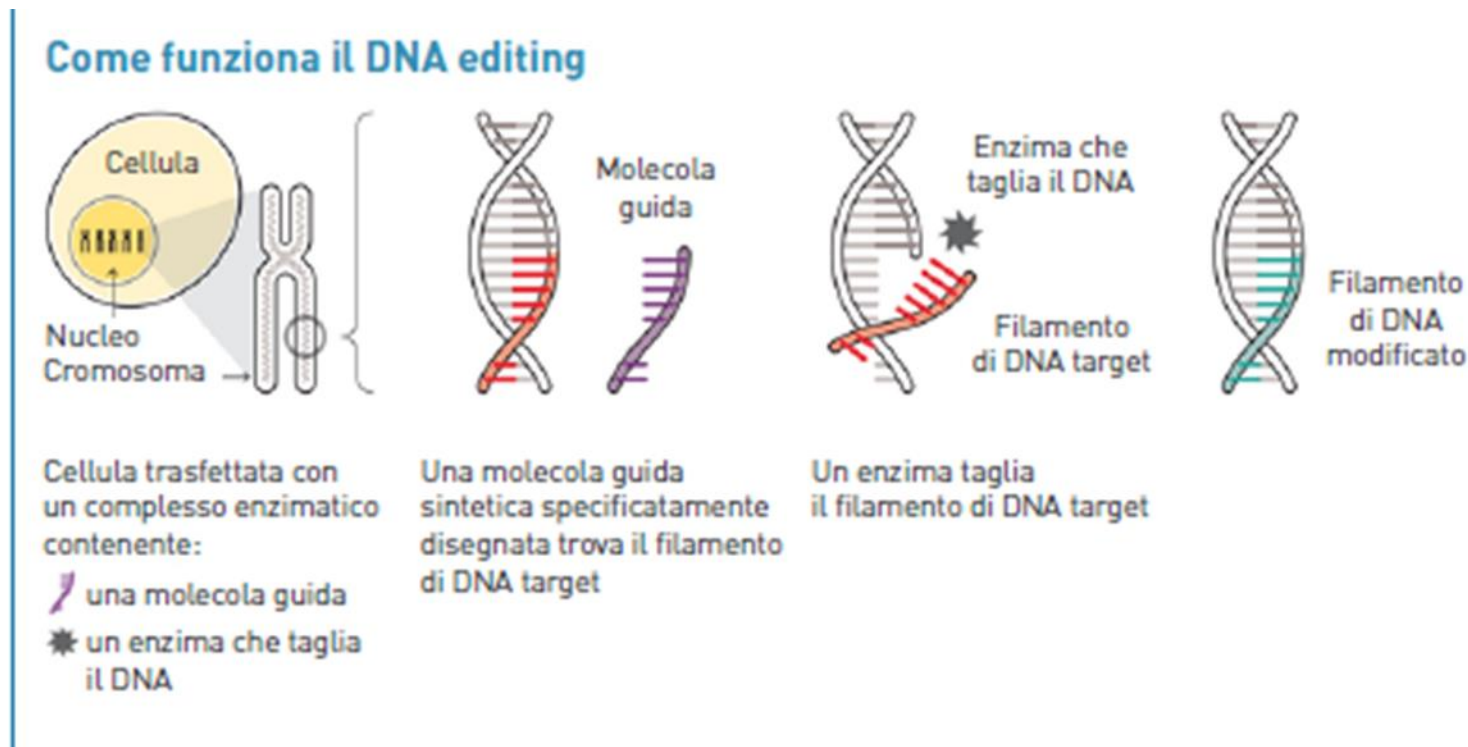 Come funziona il DNA editing
Cellula
Nucleo
Cromosoma
Molecola
guida
Enzima che
taglia il DNA
Filamento
di DNA target
Filamento
di DNA
modificato
Cellula trasfettata con
un complesso enzimatico
contenente:
una molecola guida
un enzima che taglia
il DNA
Una molecola guida
sintetica specificatamente
disegnata trova il filamento
di DNA target
Un enzima taglia
il filamento di DNA target